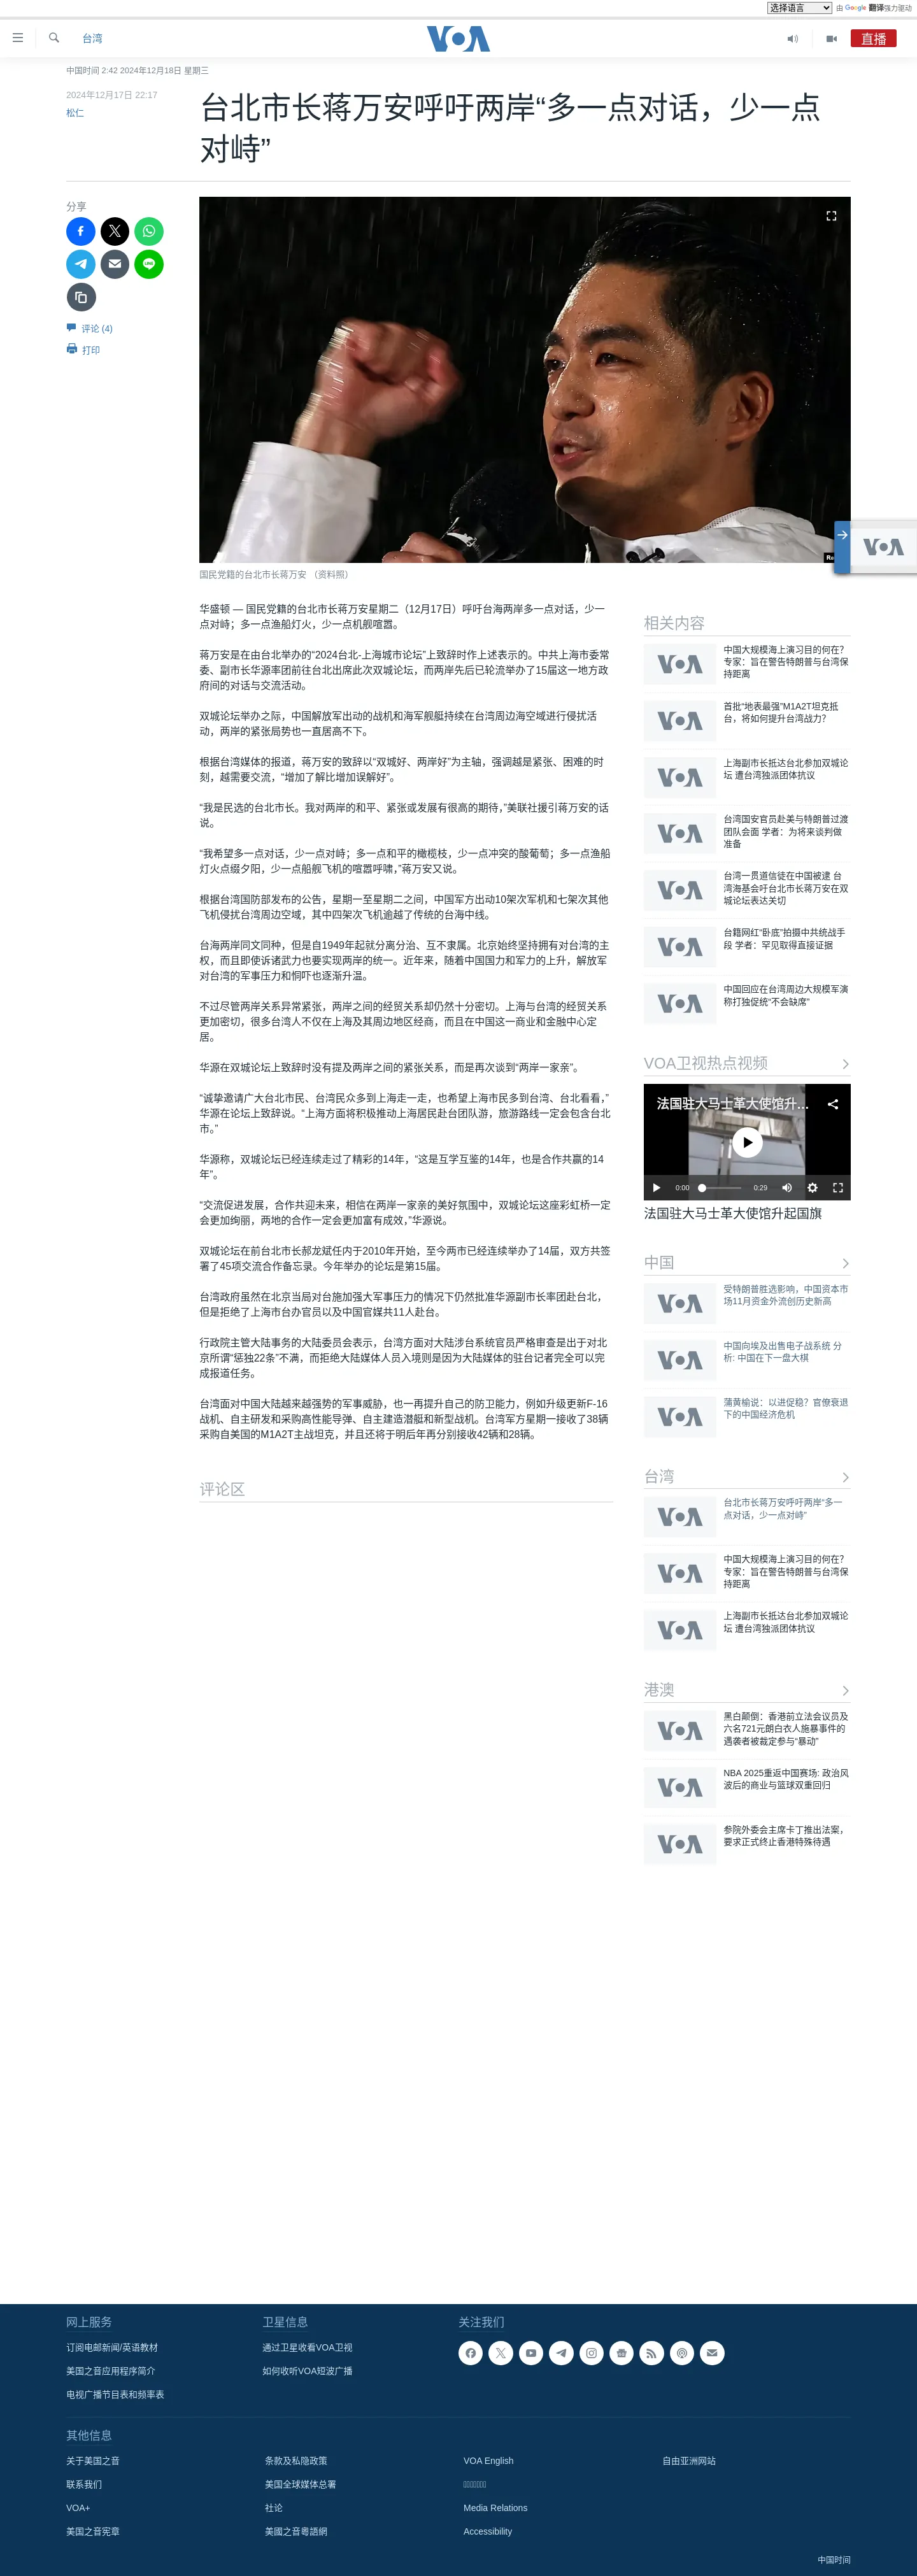 选择语言 由 Google 翻译强力驱动
台湾
VOA
直播
中国时间 2:42 2024年12月18日 星期三
2024年12月17日 22:17
松仁
台北市长蒋万安呼吁两岸“多一点对话，少一点
对峙”
分享
评论 (4)
打印
国民党籍的台北市长蒋万安 （资料照）
华盛顿 — 国民党籍的台北市长蒋万安星期二（12月17日）呼吁台海两岸多一点对话，少一
点对峙；多一点渔船灯火，少一点机舰喧嚣。
蒋万安是在由台北举办的“2024台北-上海城市论坛”上致辞时作上述表示的。中共上海市委常
委、副市长华源率团前往台北出席此次双城论坛，而两岸先后已轮流举办了15届这一地方政
府间的对话与交流活动。
双城论坛举办之际，中国解放军出动的战机和海军舰艇持续在台湾周边海空域进行侵扰活
动，两岸的紧张局势也一直居高不下。
根据台湾媒体的报道，蒋万安的致辞以“双城好、两岸好”为主轴，强调越是紧张、困难的时
刻，越需要交流，“增加了解比增加误解好”。
“我是民选的台北市长。我对两岸的和平、紧张或发展有很高的期待，”美联社援引蒋万安的话
说。
“我希望多一点对话，少一点对峙；多一点和平的橄榄枝，少一点冲突的酸葡萄；多一点渔船
灯火点缀夕阳，少一点船舰飞机的喧嚣呼啸，”蒋万安又说。
根据台湾国防部发布的公告，星期一至星期二之间，中国军方出动10架次军机和七架次其他
飞机侵扰台湾周边空域，其中四架次飞机逾越了传统的台海中线。
台海两岸同文同种，但是自1949年起就分离分治、互不隶属。北京始终坚持拥有对台湾的主
权，而且即使诉诸武力也要实现两岸的统一。近年来，随着中国国力和军力的上升，解放军
对台湾的军事压力和恫吓也逐渐升温。
不过尽管两岸关系异常紧张，两岸之间的经贸关系却仍然十分密切。上海与台湾的经贸关系
更加密切，很多台湾人不仅在上海及其周边地区经商，而且在中国这一商业和金融中心定
居。
华源在双城论坛上致辞时没有提及两岸之间的紧张关系，而是再次谈到“两岸一家亲”。
“诚挚邀请广大台北市民、台湾民众多到上海走一走，也希望上海市民多到台湾、台北看看，”
华源在论坛上致辞说。“上海方面将积极推动上海居民赴台团队游，旅游路线一定会包含台北
市。”
华源称，双城论坛已经连续走过了精彩的14年，“这是互学互鉴的14年，也是合作共赢的14
年”。
“交流促进发展，合作共迎未来，相信在两岸一家亲的美好氛围中，双城论坛这座彩虹桥一定
会更加绚丽，两地的合作一定会更加富有成效，”华源说。
双城论坛在前台北市长郝龙斌任内于2010年开始，至今两市已经连续举办了14届，双方共签
署了45项交流合作备忘录。今年举办的论坛是第15届。
台湾政府虽然在北京当局对台施加强大军事压力的情况下仍然批准华源副市长率团赴台北，
但是拒绝了上海市台办官员以及中国官媒共11人赴台。
行政院主管大陆事务的大陆委员会表示，台湾方面对大陆涉台系统官员严格审查是出于对北
京所谓“惩独22条”不满，而拒绝大陆媒体人员入境则是因为大陆媒体的驻台记者完全可以完
成报道任务。
台湾面对中国大陆越来越强势的军事威胁，也一再提升自己的防卫能力，例如升级更新F-16
战机、自主研发和采购高性能导弹、自主建造潜艇和新型战机。台湾军方星期一接收了38辆
采购自美国的M1A2T主战坦克，并且还将于明后年再分别接收42辆和28辆。
评论区
VOA
相关内容
VOA
中国大规模海上演习目的何在?
专家：旨在警告特朗普与台湾保
持距离
VOA
首批“地表最强”M1A2T坦克抵
台，将如何提升台湾战力?
VOA
上海副市长抵达台北参加双城论
坛 遭台湾独派团体抗议
VOA
台湾国安官员赴美与特朗普过渡
团队会面 学者：为将来谈判做
准备
VOA
台湾一贯道信徒在中国被逮 台
湾海基会吁台北市长蒋万安在双
城论坛表达关切
VOA
台籍网红“卧底”拍摄中共统战手
段 学者：罕见取得直接证据
VOA
中国回应在台湾周边大规模军演
称打独促统“不会缺席”
VOA卫视热点视频
法国驻大马士革大使馆升...
0:00 0:29
法国驻大马士革大使馆升起国旗
中国
VOA
受特朗普胜选影响，中国资本市
场11月资金外流创历史新高
VOA
中国向埃及出售电子战系统 分
析: 中国在下一盘大棋
VOA
蒲黄榆说：以进促稳？官僚衰退
下的中国经济危机
台湾
VOA
台北市长蒋万安呼吁两岸“多一
点对话，少一点对峙”
VOA
中国大规模海上演习目的何在?
专家：旨在警告特朗普与台湾保
持距离
VOA
上海副市长抵达台北参加双城论
坛 遭台湾独派团体抗议
港澳
VOA
黑白颠倒：香港前立法会议员及
六名721元朗白衣人施暴事件的
遇袭者被裁定参与“暴动”
VOA
NBA 2025重返中国赛场: 政治风
波后的商业与篮球双重回归
VOA
参院外委会主席卡丁推出法案，
要求正式终止香港特殊待遇
网上服务
订阅电邮新闻/英语教材
美国之音应用程序简介
电视广播节目表和频率表
卫星信息
通过卫星收看VOA卫视
如何收听VOA短波广播
关注我们
其他信息
关于美国之音
联系我们
VOA+
美国之音宪章
条款及私隐政策
美国全球媒体总署
社论
美國之音粵語網
VOA English
Media Relations
Accessibility
自由亚洲网站
中国时间